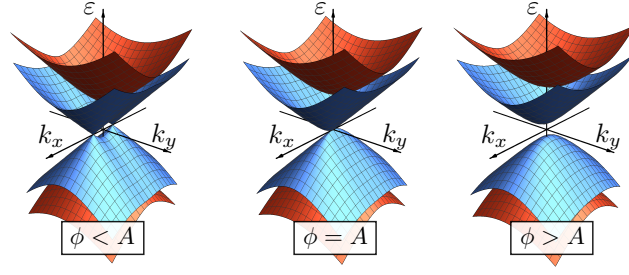 ε ε ε
k_x k_y k_x k_y k_x k_y
ϕ < A ϕ = A ϕ > A